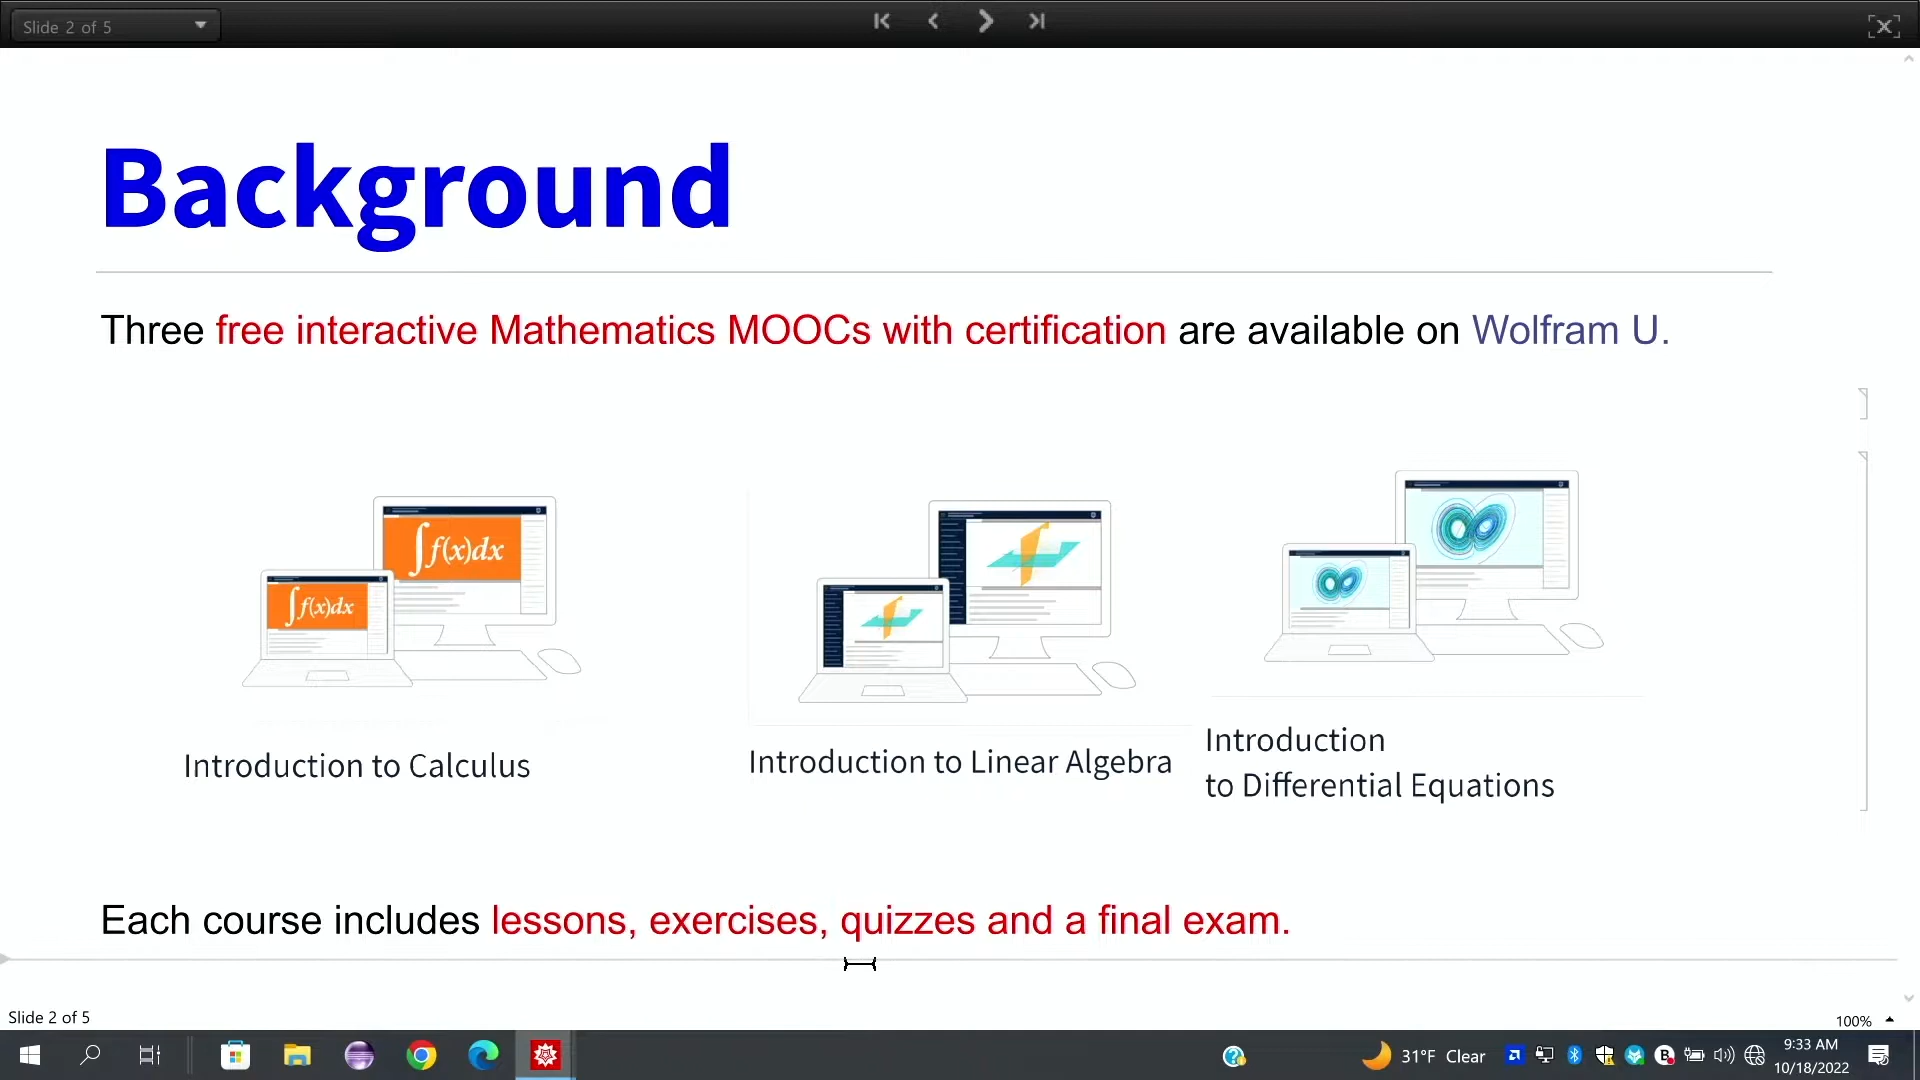 Slide 2 of 5
Background
Three free interactive Mathematics MOOCs with certification are available on Wolfram U.
∫f(x)dx
∫f(x)dx
Introduction to Calculus
Introduction to Linear Algebra
Introduction
to Differential Equations
Each course includes lessons, exercises, quizzes and a final exam.
Slide 2 of 5
100%
31°F Clear
9:33 AM
10/18/2022